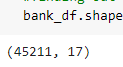 bank_df.shape
(45211, 17)